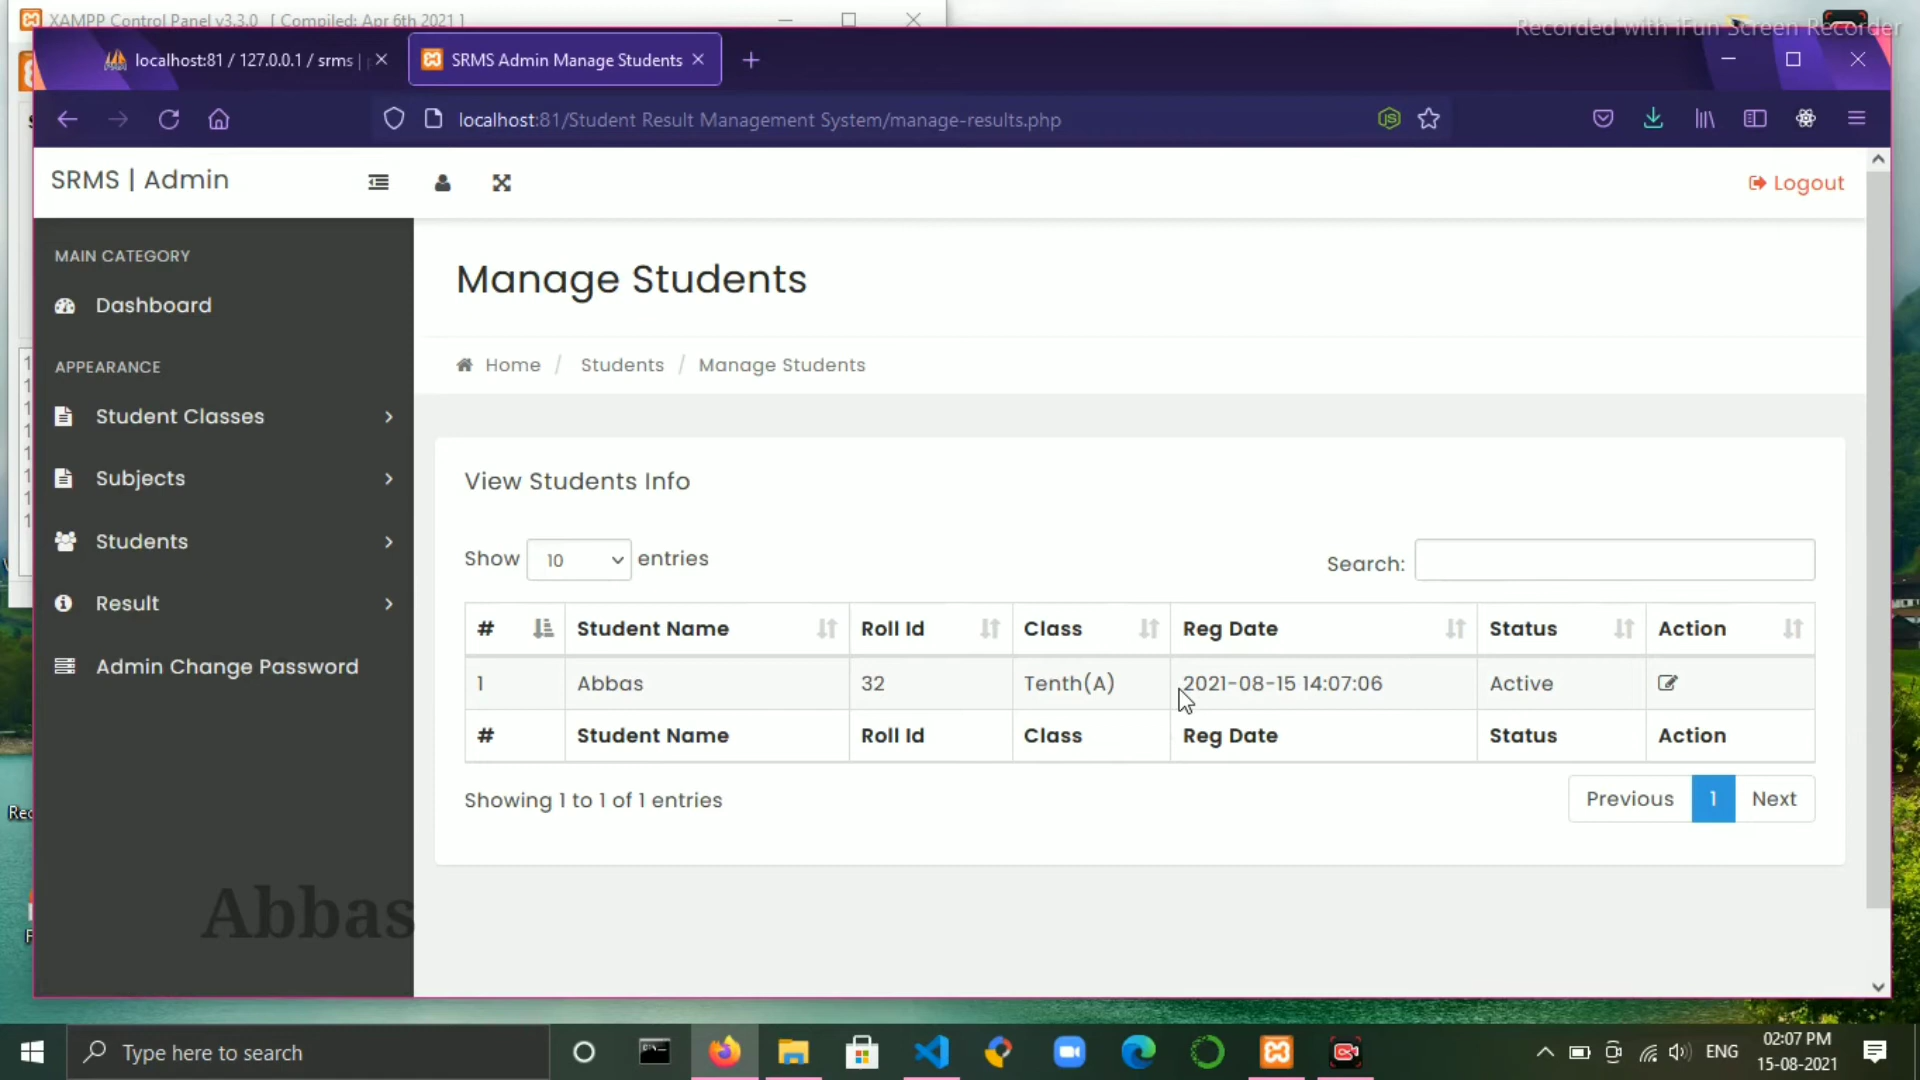 XAMPP Control Panel v3.3.0 [ Compiled: Apr 6th 2021 ]
Recorded with iFun Screen Recorder
localhost:81 / 127.0.0.1 / srms |
SRMS Admin Manage Students
localhost:81/Student Result Management System/manage-results.php
SRMS | Admin
Logout
MAIN CATEGORY
Dashboard
APPEARANCE
Student Classes
Subjects
Students
Result
Admin Change Password
Manage Students
Home / Students / Manage Students
View Students Info
Show 10 entries
Search:
# Student Name Roll Id Class Reg Date Status Action
1 Abbas 32 Tenth(A) 2021-08-15 14:07:06 Active
# Student Name Roll Id Class Reg Date Status Action
Showing 1 to 1 of 1 entries
Previous 1 Next
Abbas
Type here to search
ENG
02:07 PM
15-08-2021